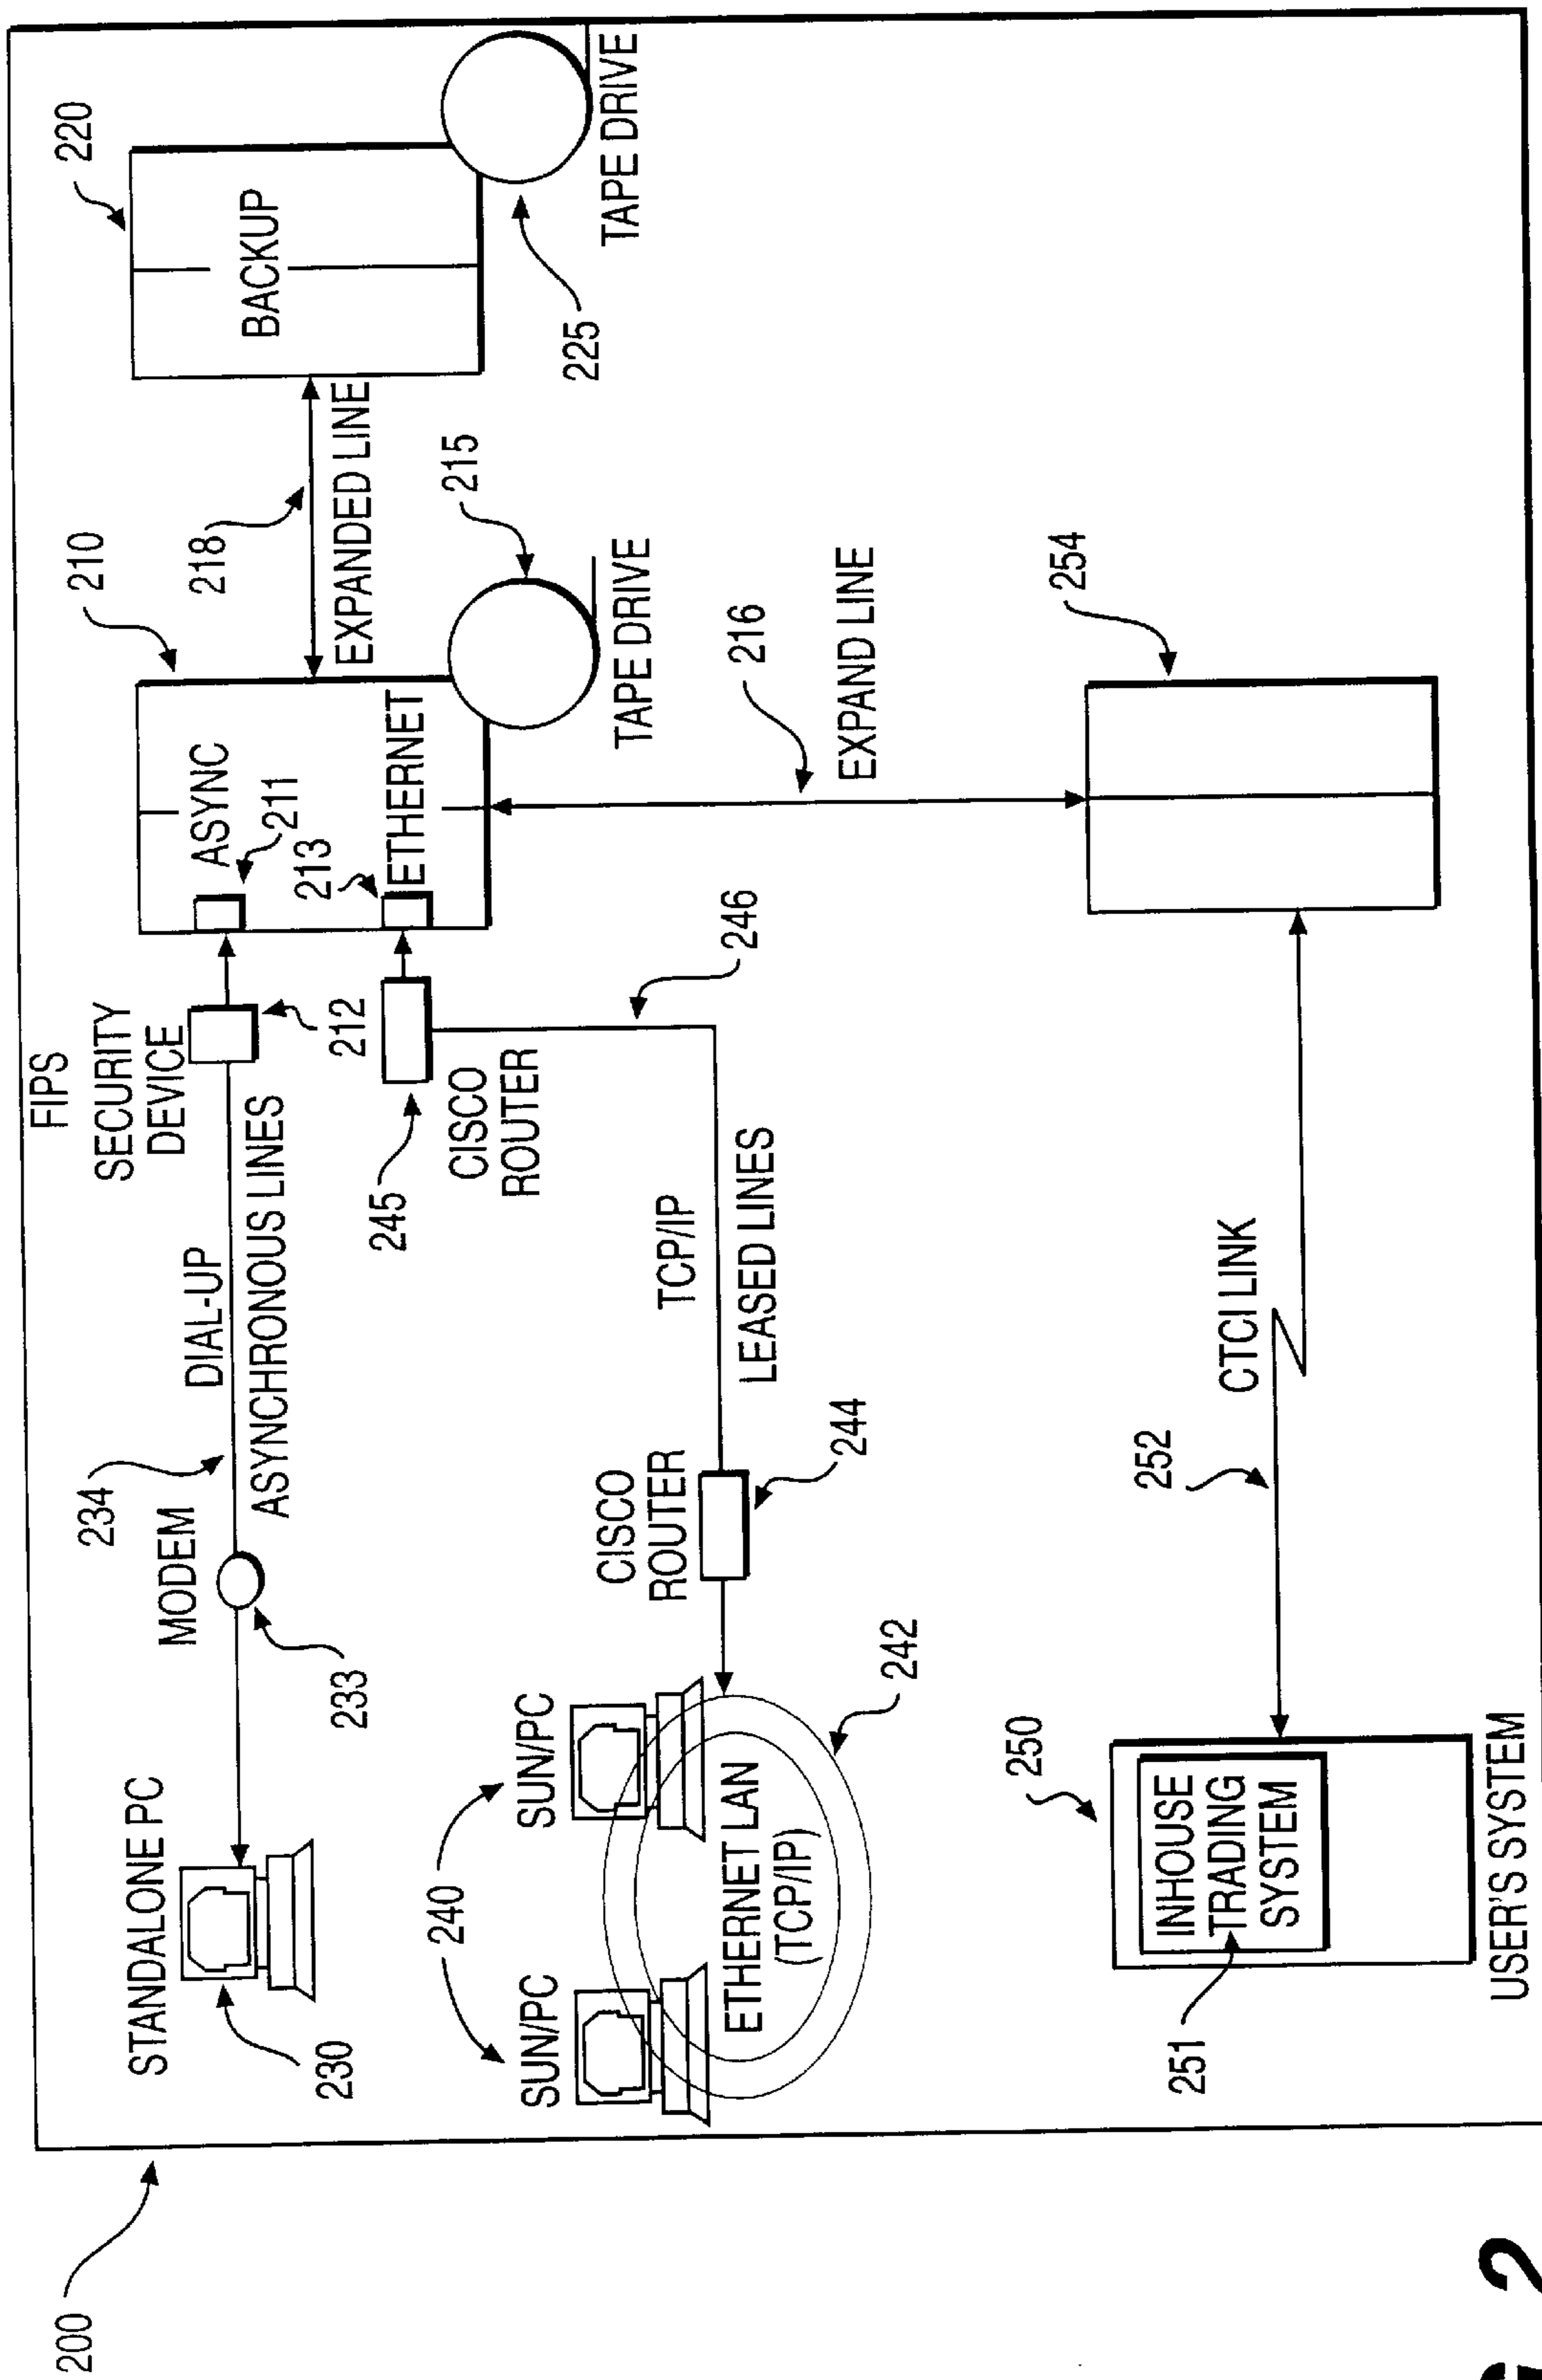 200
FIPS
STANDALONE PC
230
MODEM
233
234
DIAL-UP
ASYNCHRONOUS LINES
SECURITY
DEVICE
212
ASYNC
211
210
218
EXPANDED LINE
220
BACKUP
TAPE DRIVE
225
213
ETHERNET
215
TAPE DRIVE
240
SUN/PC
SUN/PC
ETHERNET LAN
(TCP/IP)
242
CISCO
ROUTER
244
TCP/IP
LEASED LINES
245
CISCO
ROUTER
246
216
EXPAND LINE
254
250
INHOUSE
TRADING
SYSTEM
251
USER'S SYSTEM
252
CTCI LINK
G 2